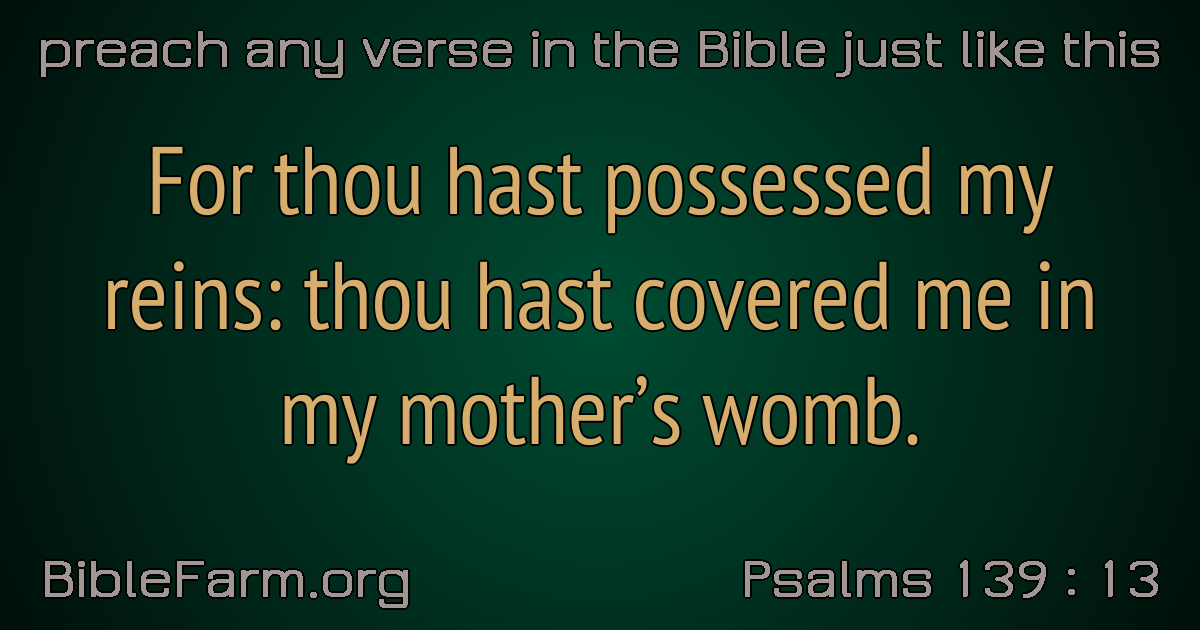 preach any verse in the Bible just like this
For thou hast possessed my
reins: thou hast covered me in
my mother’s womb.
BibleFarm.org
Psalms 139 : 13